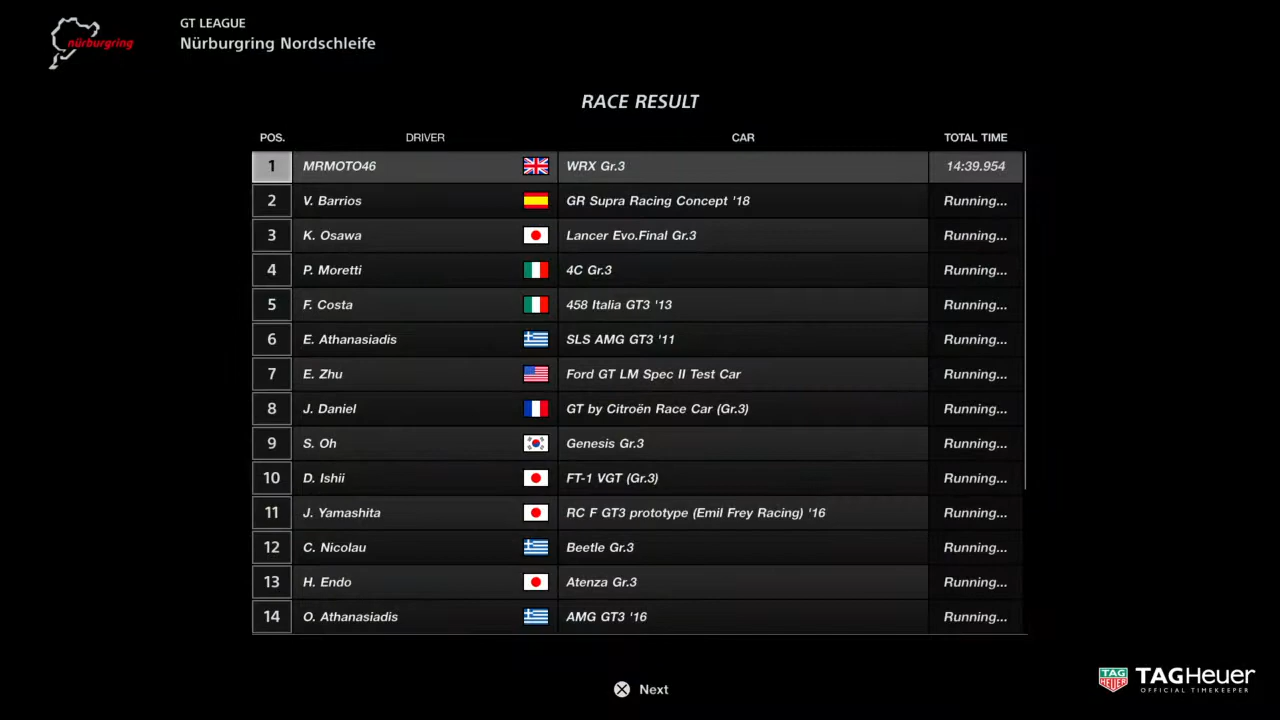 GT LEAGUE
nürburgring
Nürburgring Nordschleife
RACE RESULT
POS. DRIVER CAR TOTAL TIME
1 MRMOTO46 WRX Gr.3 14:39.954
2 V. Barrios GR Supra Racing Concept '18 Running...
3 K. Osawa Lancer Evo.Final Gr.3 Running...
4 P. Moretti 4C Gr.3 Running...
5 F. Costa 458 Italia GT3 '13 Running...
6 E. Athanasiadis SLS AMG GT3 '11 Running...
7 E. Zhu Ford GT LM Spec II Test Car Running...
8 J. Daniel GT by Citroën Race Car (Gr.3) Running...
9 S. Oh Genesis Gr.3 Running...
10 D. Ishii FT-1 VGT (Gr.3) Running...
11 J. Yamashita RC F GT3 prototype (Emil Frey Racing) '16 Running...
12 C. Nicolau Beetle Gr.3 Running...
13 H. Endo Atenza Gr.3 Running...
14 O. Athanasiadis AMG GT3 '16 Running...
Next
TAG HEUER TAGHeuer
OFFICIAL TIMEKEEPER